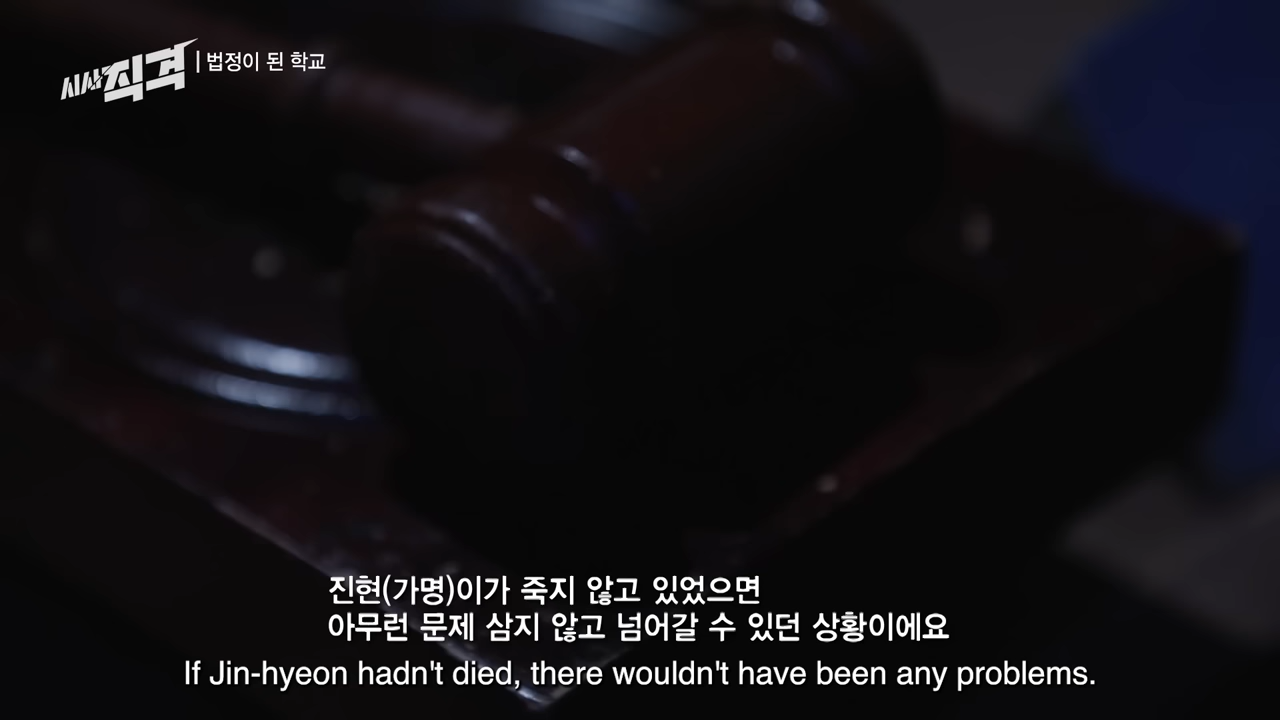 시사직격 | 법정이 된 학교
진현(가명)이가 죽지 않고 있었으면
아무런 문제 삼지 않고 넘어갈 수 있던 상황이에요
If Jin-hyeon hadn't died, there wouldn't have been any problems.